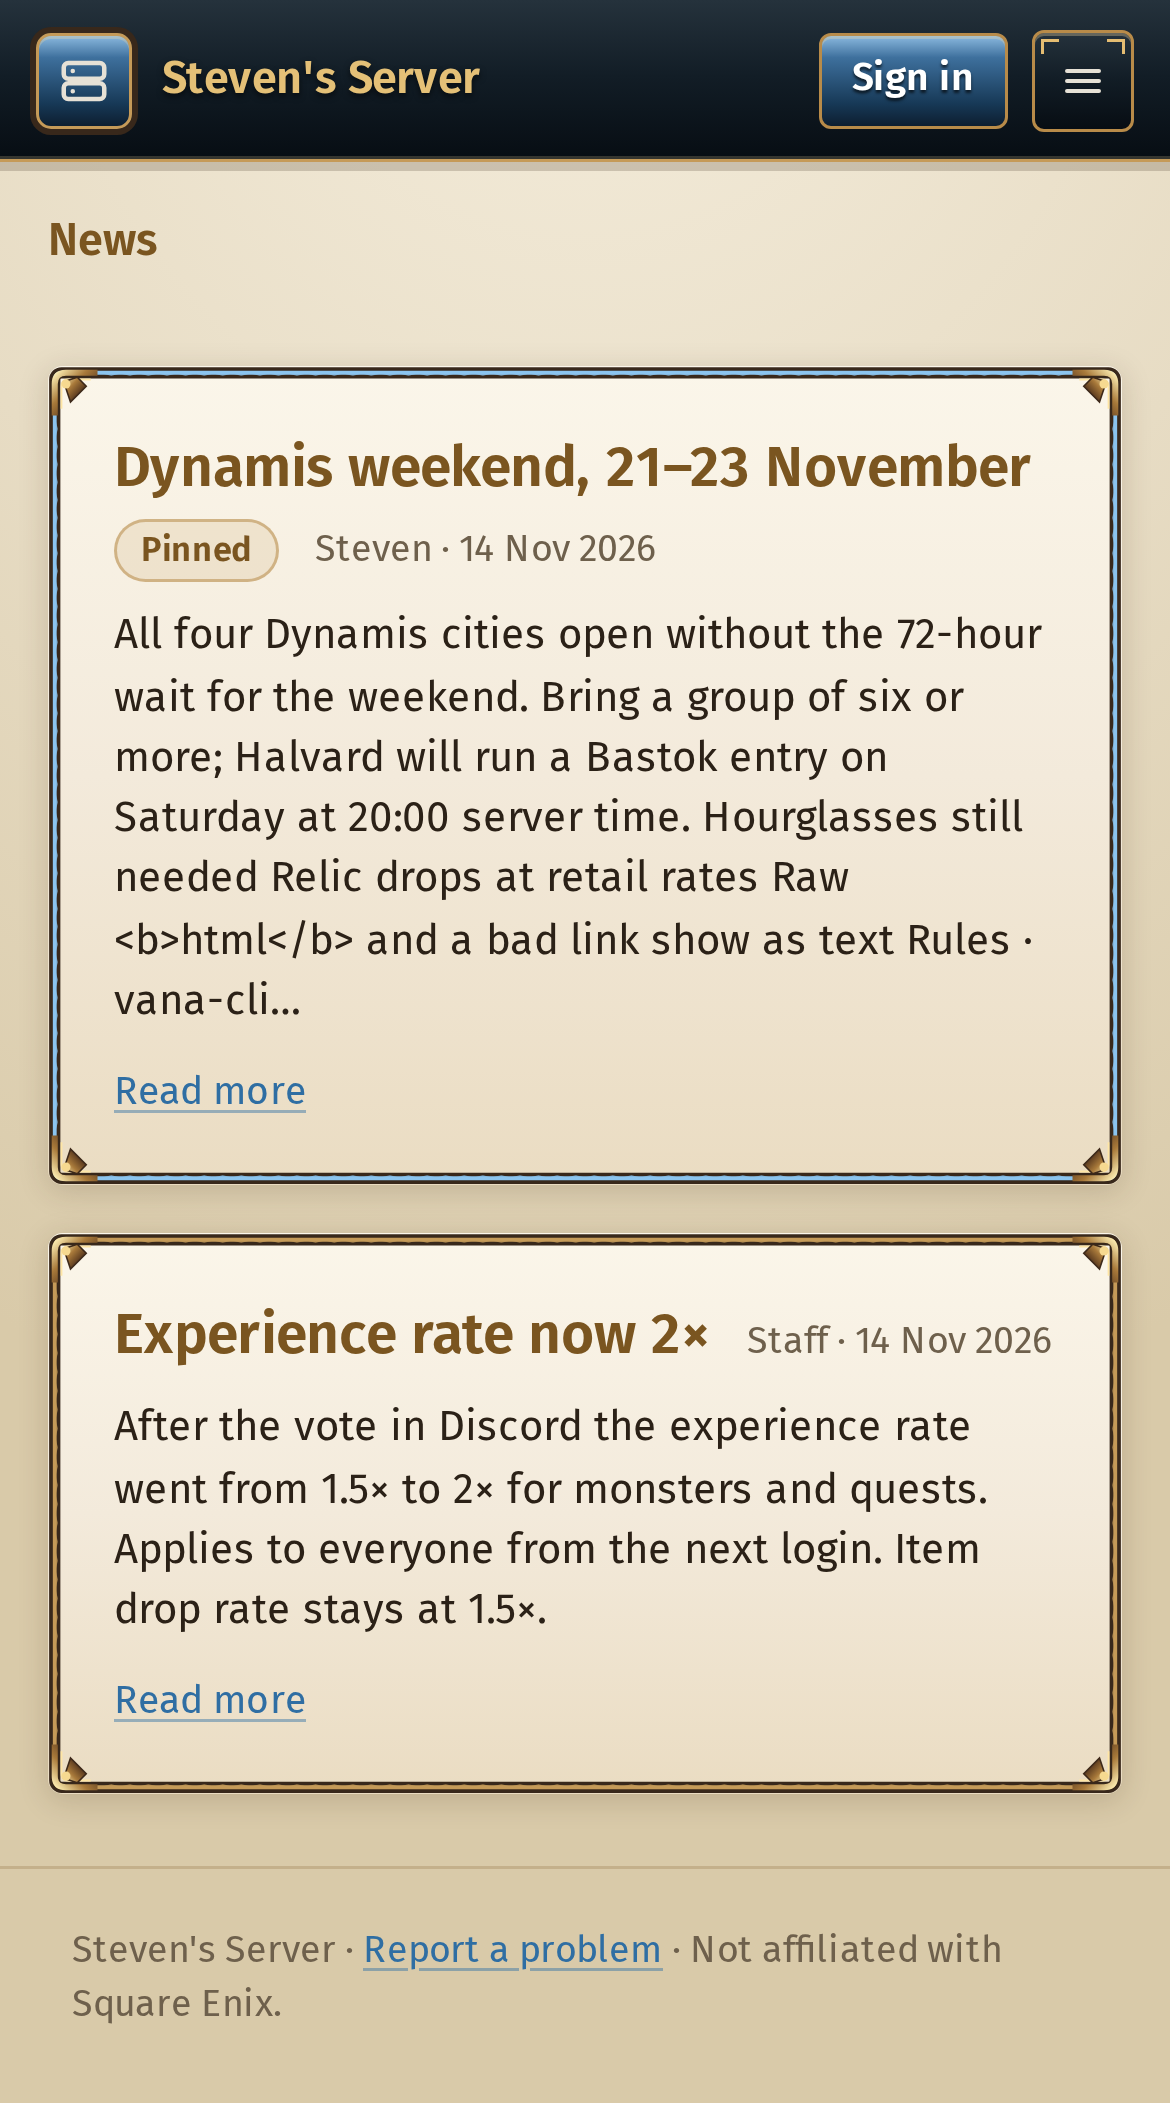 Steven's Server
Sign in
News
Dynamis weekend, 21–23 November
Pinned
Steven · 14 Nov 2026
All four Dynamis cities open without the 72-hour
wait for the weekend. Bring a group of six or
more; Halvard will run a Bastok entry on
Saturday at 20:00 server time. Hourglasses still
needed Relic drops at retail rates Raw
<b>html</b> and a bad link show as text Rules ·
vana-cli…
Read more
Experience rate now 2×
Staff · 14 Nov 2026
After the vote in Discord the experience rate
went from 1.5× to 2× for monsters and quests.
Applies to everyone from the next login. Item
drop rate stays at 1.5×.
Read more
Steven's Server · Report a problem · Not affiliated with
Square Enix.